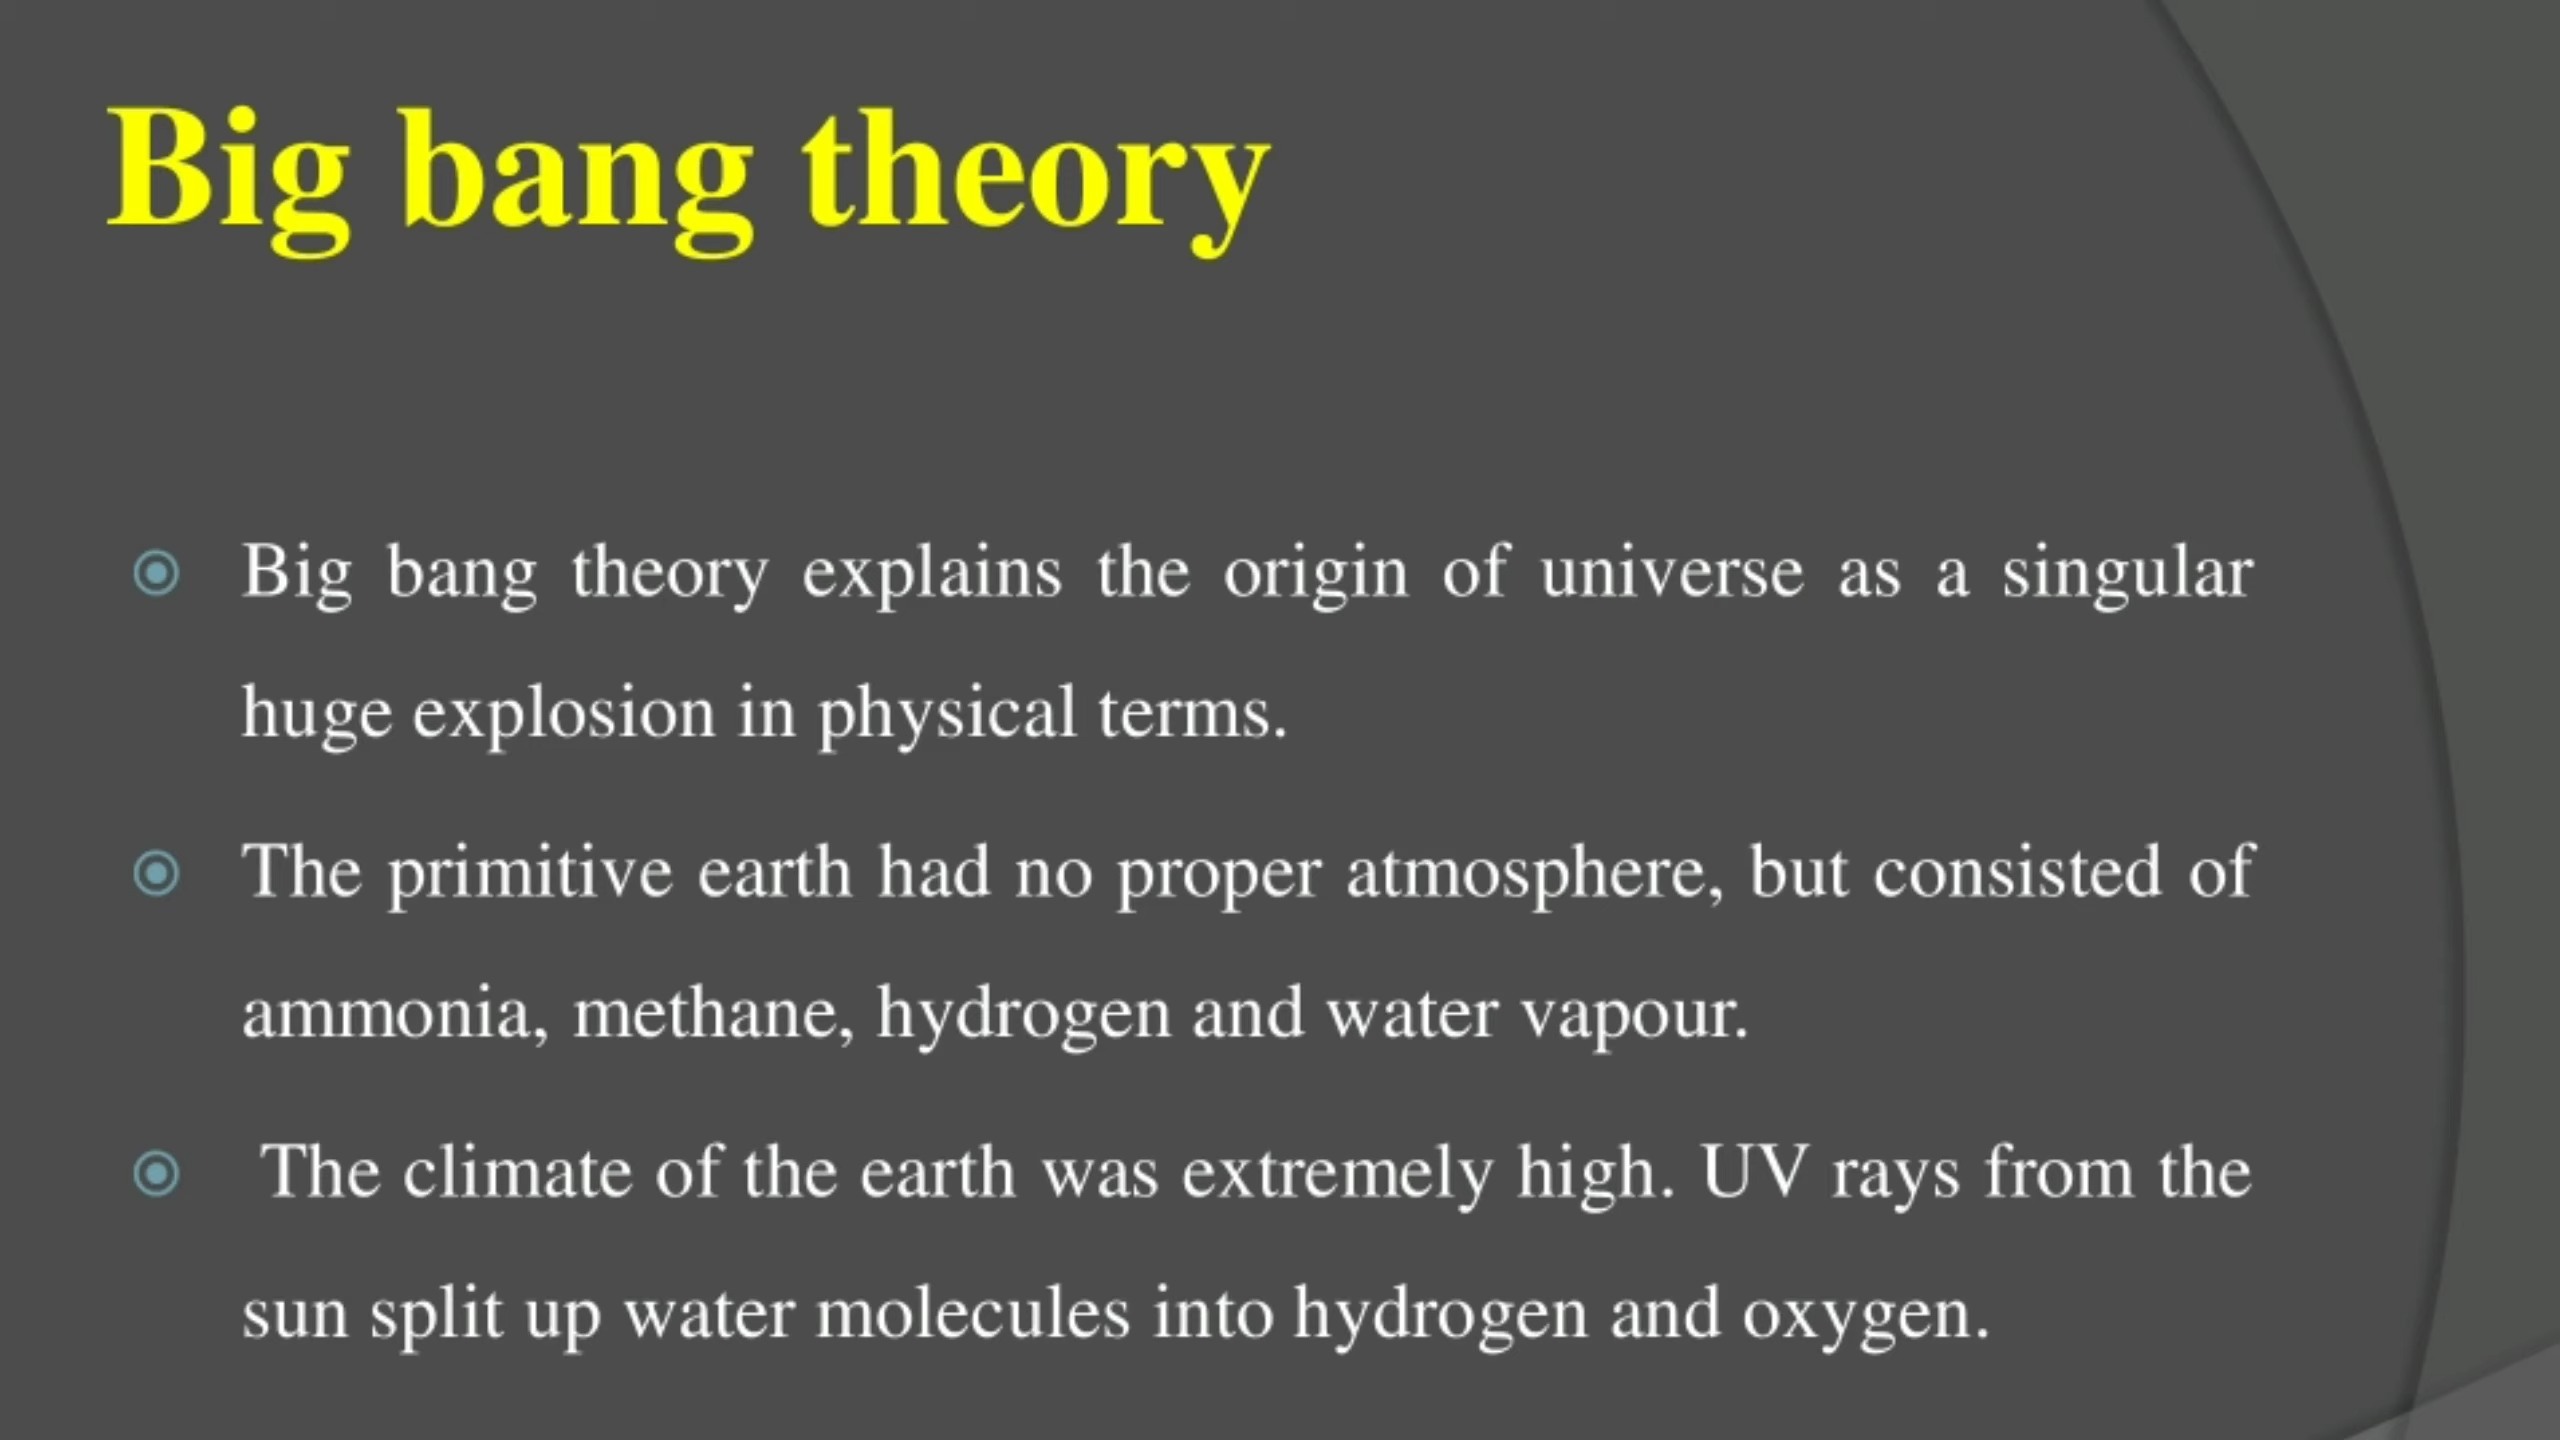 Big bang theory
Big bang theory explains the origin of universe as a singular
huge explosion in physical terms.
The primitive earth had no proper atmosphere, but consisted of
ammonia, methane, hydrogen and water vapour.
The climate of the earth was extremely high. UV rays from the
sun split up water molecules into hydrogen and oxygen.